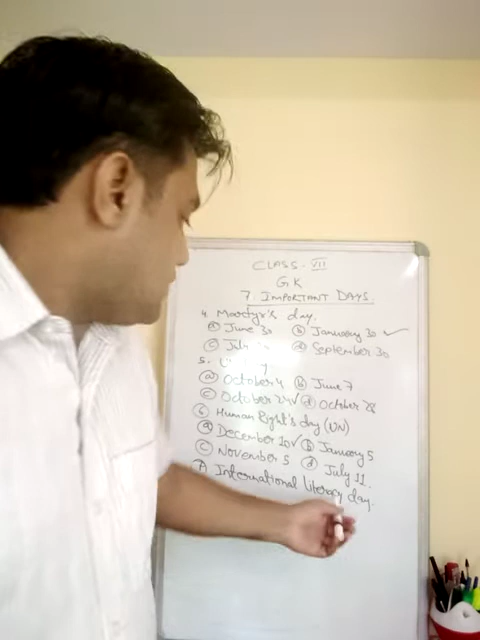 CLASS - VII
G K
7 IMPORTANT DAYS.
4. Martyr's day.
(a) June 30 (b) January 30 ✓
(c) July (d) September 30
5.
(a) October 4 (b) June 7
(c) October 24 ✓ (d) October 28
(6) Human Right's day (UN)
(a) December 10 ✓ (b) January 5
(c) November 5 (d) July 11.
International literacy day.